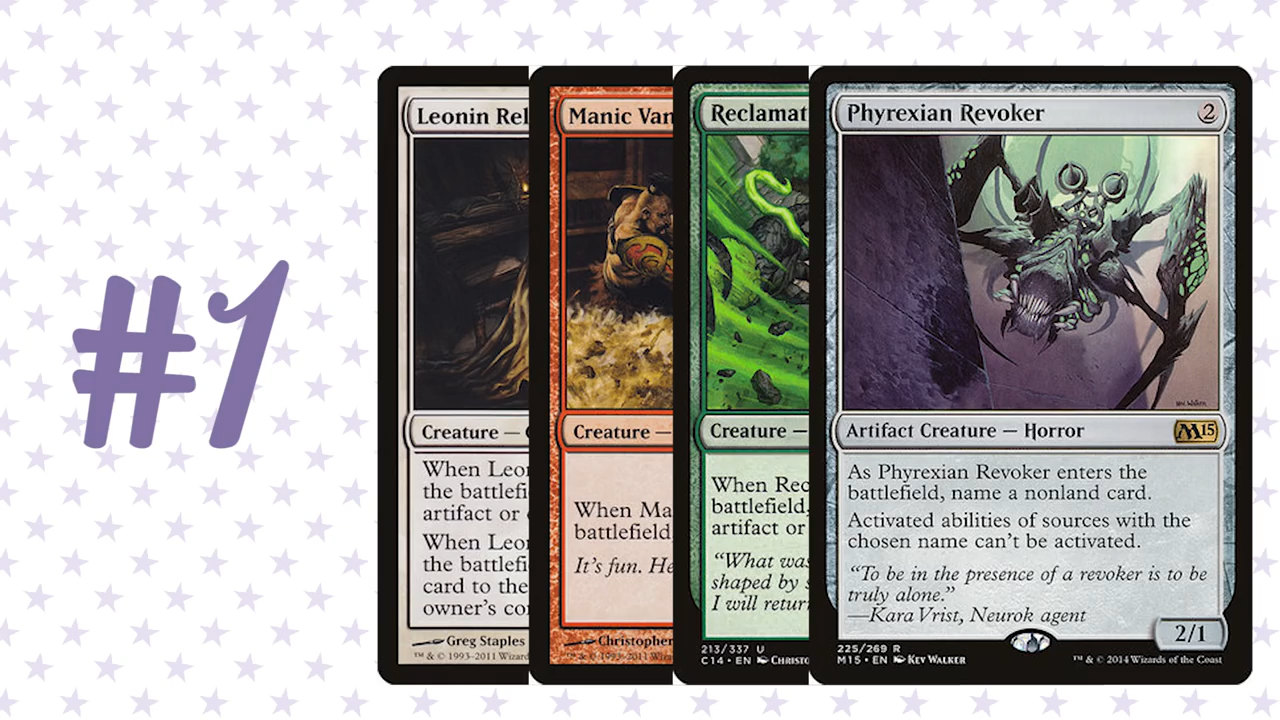 #1
Leonin Rel
Creature —
When Leon
the battlefi
artifact or
When Leon
the battlefi
card to the
owner's co
Greg Staples
™ & © 1993–2011 Wizard
Manic Van
Creature —
When Ma
battlefield,
It's fun. He
Christopher
™ & © 1993–2011 Wizar
Reclamat
Creature —
When Rec
battlefield,
artifact or
“What was
shaped by s
I will retur
213/337 U
C14 • EN Christo
Phyrexian Revoker 2
Artifact Creature — Horror M15
As Phyrexian Revoker enters the
battlefield, name a nonland card.
Activated abilities of sources with the
chosen name can't be activated.
“To be in the presence of a revoker is to be
truly alone.”
—Kara Vrist, Neurok agent
2/1
225/269 R
M15 • EN Kev Walker
™ & © 2014 Wizards of the Coast